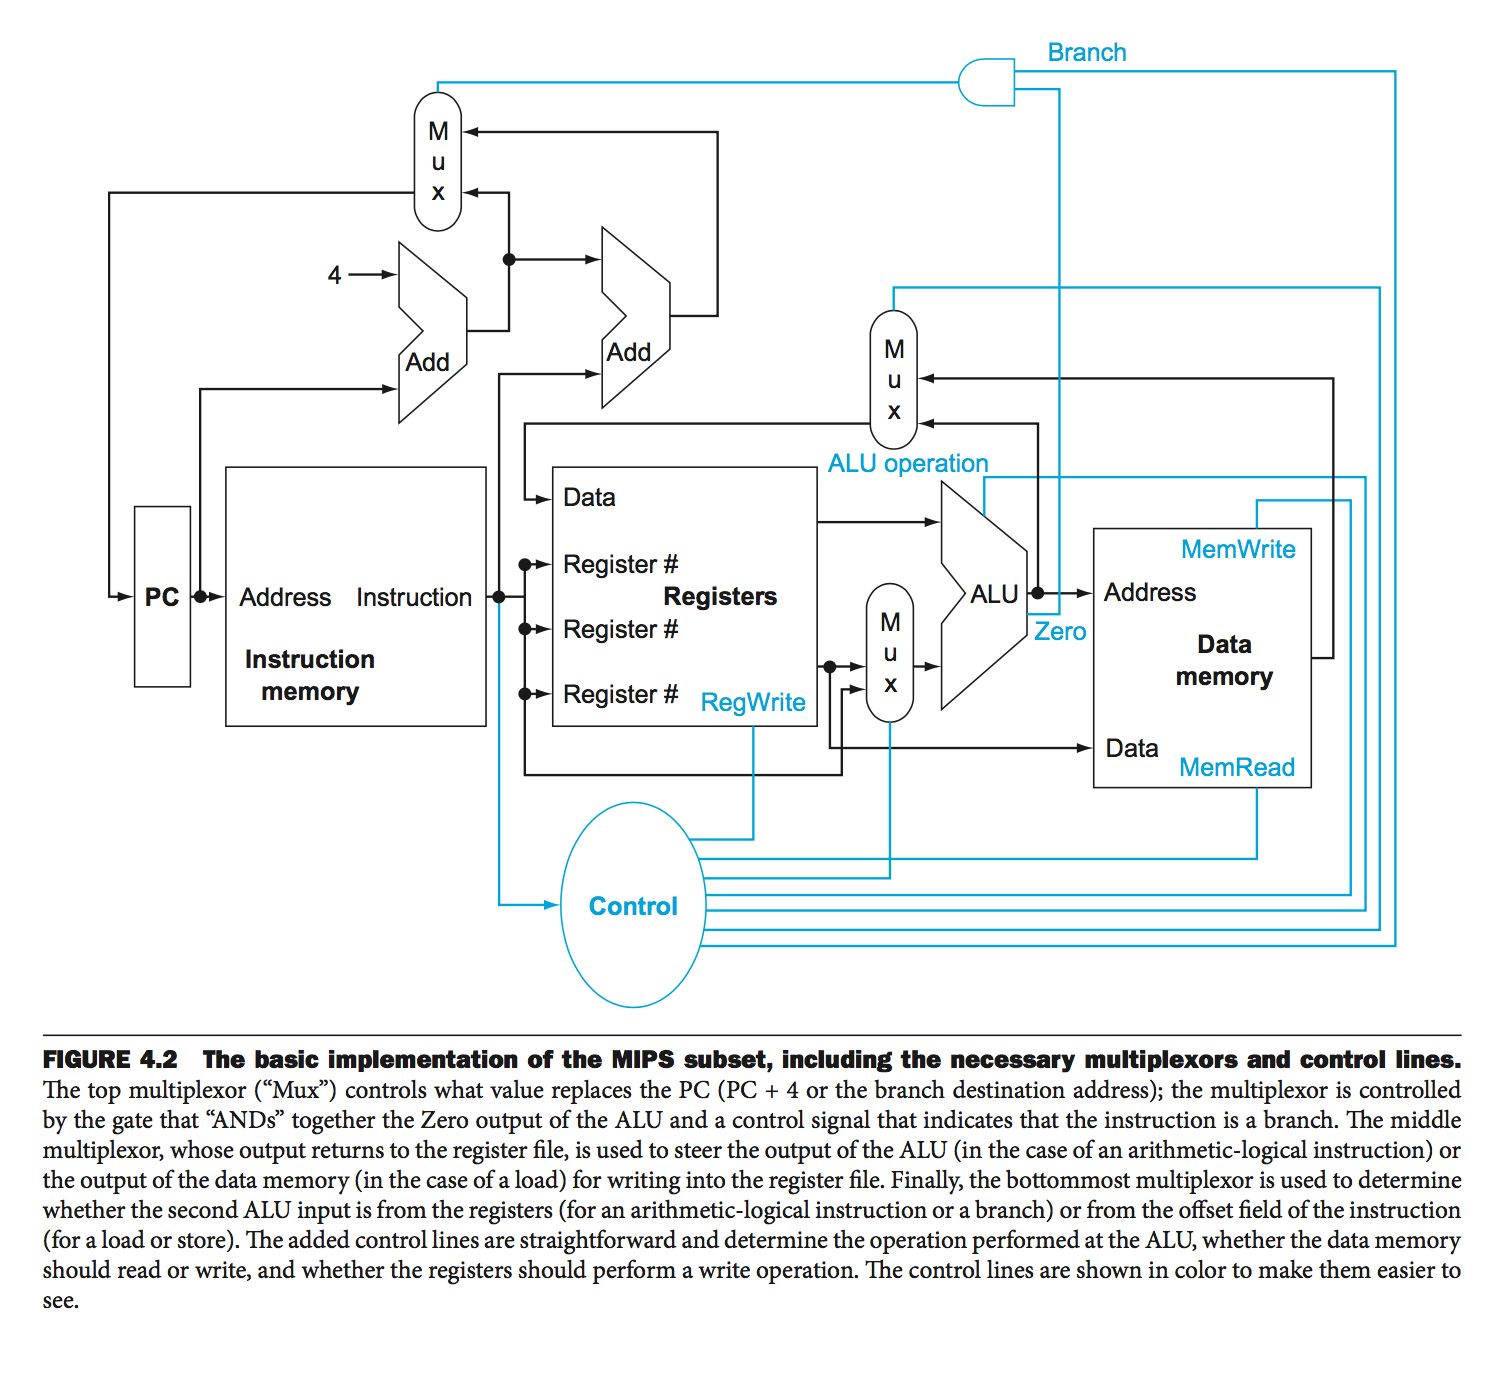 Branch
M
u
x
4
Add
Add
M
u
x
ALU operation
Data
Register #
Registers
Register #
Register #
RegWrite
PC
Address
Instruction
Instruction
memory
M
u
x
ALU
Zero
MemWrite
Address
Data
memory
Data
MemRead
Control
FIGURE 4.2 The basic implementation of the MIPS subset, including the necessary multiplexors and control lines.
The top multiplexor (“Mux”) controls what value replaces the PC (PC + 4 or the branch destination address); the multiplexor is controlled
by the gate that “ANDs” together the Zero output of the ALU and a control signal that indicates that the instruction is a branch. The middle
multiplexor, whose output returns to the register file, is used to steer the output of the ALU (in the case of an arithmetic-logical instruction) or
the output of the data memory (in the case of a load) for writing into the register file. Finally, the bottommost multiplexor is used to determine
whether the second ALU input is from the registers (for an arithmetic-logical instruction or a branch) or from the offset field of the instruction
(for a load or store). The added control lines are straightforward and determine the operation performed at the ALU, whether the data memory
should read or write, and whether the registers should perform a write operation. The control lines are shown in color to make them easier to
see.